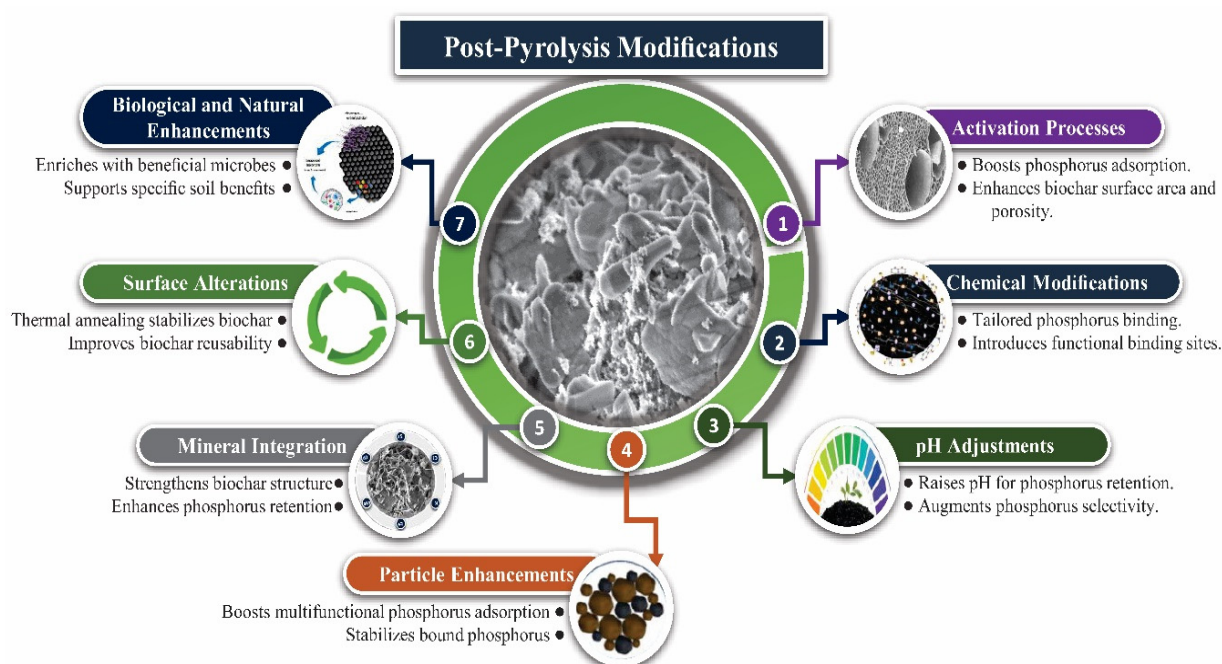 Post-Pyrolysis Modifications
1
Activation Processes
• Boosts phosphorus adsorption.
• Enhances biochar surface area and
porosity.
2
Chemical Modifications
• Tailored phosphorus binding.
• Introduces functional binding sites.
3
pH Adjustments
• Raises pH for phosphorus retention.
• Augments phosphorus selectivity.
4
Particle Enhancements
Boosts multifunctional phosphorus adsorption •
Stabilizes bound phosphorus •
5
Mineral Integration
Strengthens biochar structure •
Enhances phosphorus retention •
6
Surface Alterations
Thermal annealing stabilizes biochar •
Improves biochar reusability •
7
Biological and Natural
Enhancements
Enriches with beneficial microbes •
Supports specific soil benefits •